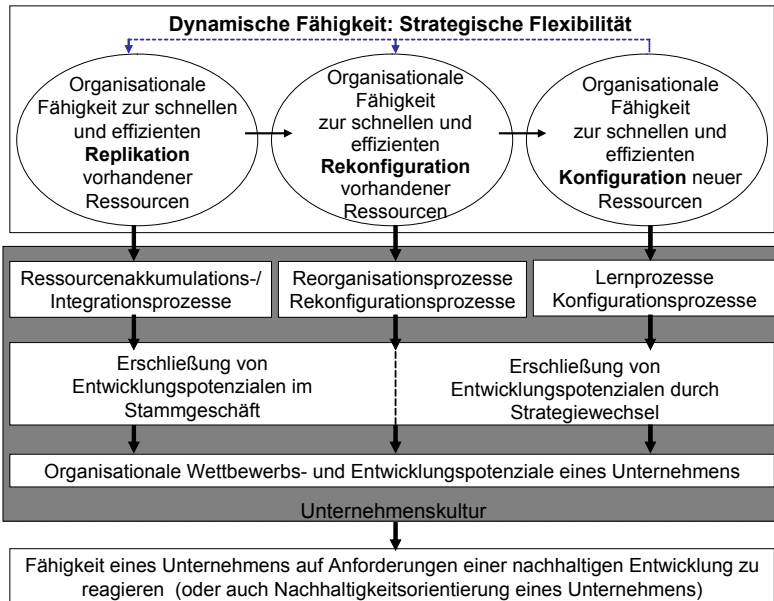 Dynamische Fähigkeit: Strategische Flexibilität
Organisationale
Fähigkeit zur schnellen
und effizienten
Replikation
vorhandener
Ressourcen
Organisationale
Fähigkeit
zur schnellen und
effizienten
Rekonfiguration
vorhandener
Ressourcen
Organisationale
Fähigkeit
zur schnellen und
effizienten
Konfiguration neuer
Ressourcen
Ressourcenakkumulations-/
Integrationsprozesse
Reorganisationsprozesse
Rekonfigurationsprozesse
Lernprozesse
Konfigurationsprozesse
Erschließung von
Entwicklungspotenzialen im
Stammgeschäft
Erschließung von
Entwicklungspotenzialen durch
Strategiewechsel
Organisationale Wettbewerbs- und Entwicklungspotenziale eines Unternehmens
Unternehmenskultur
Fähigkeit eines Unternehmens auf Anforderungen einer nachhaltigen Entwicklung zu
reagieren (oder auch Nachhaltigkeitsorientierung eines Unternehmens)